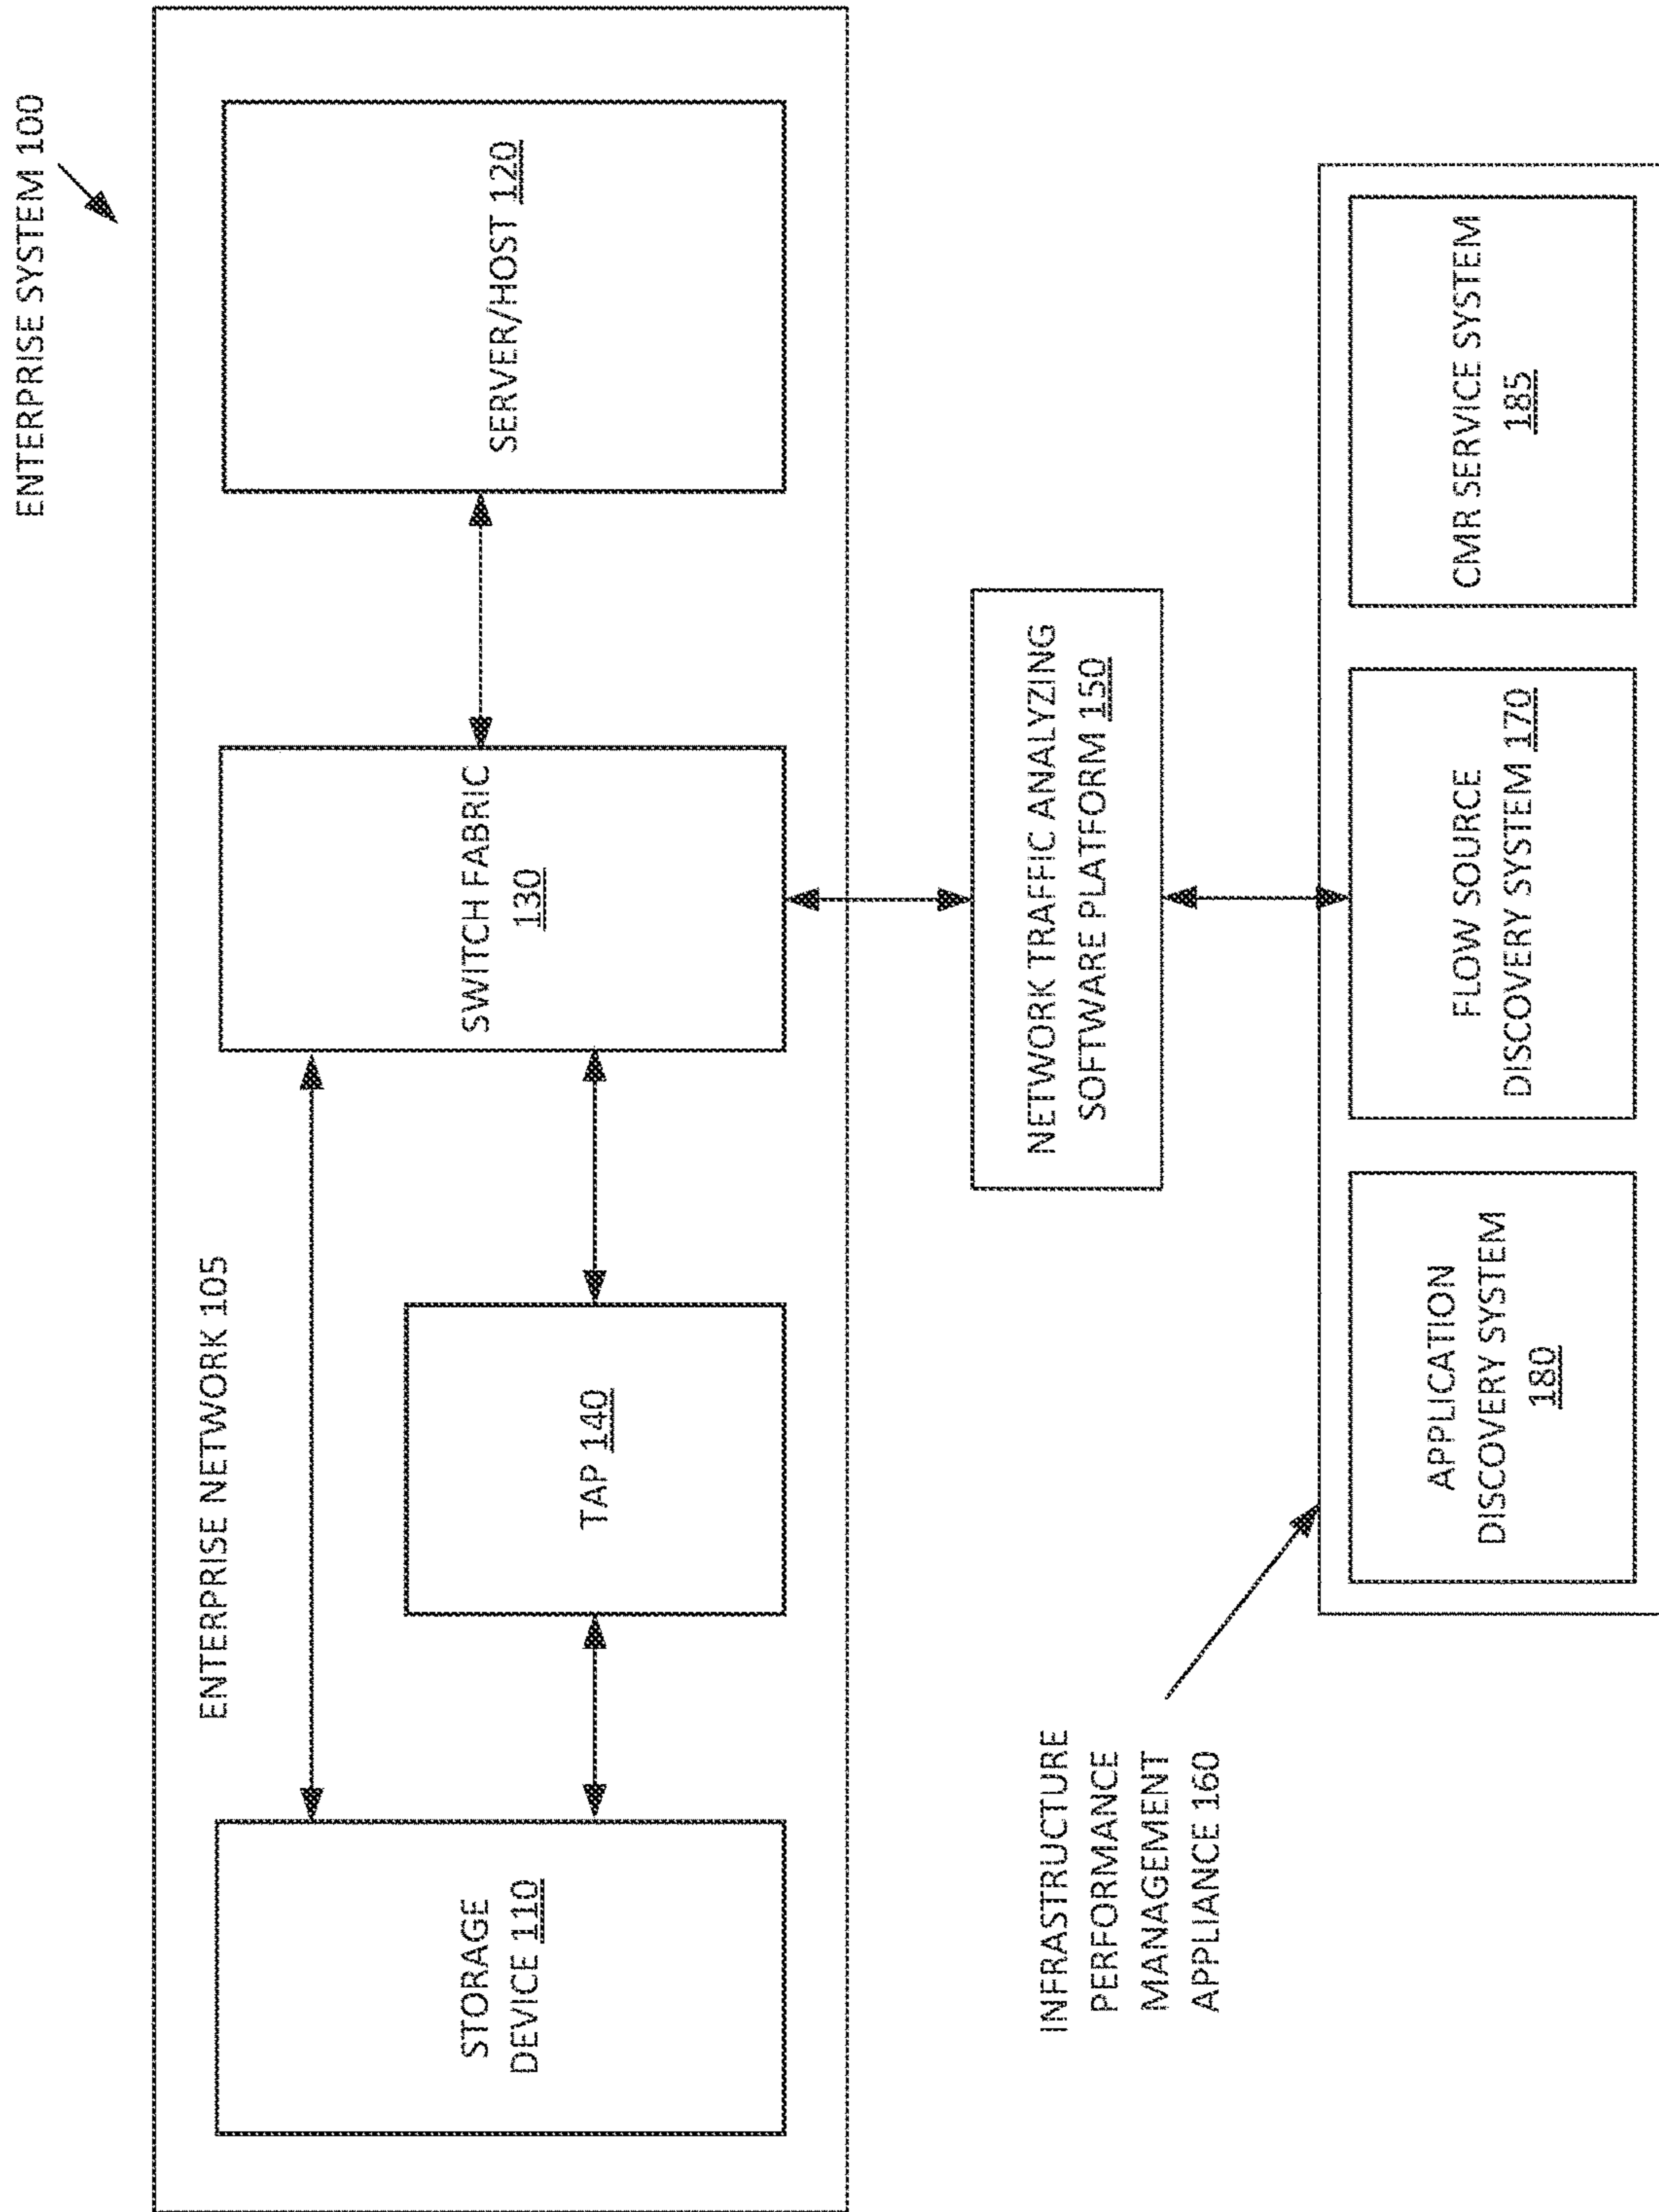 ENTERPRISE SYSTEM 100
ENTERPRISE NETWORK 105
STORAGE
DEVICE 110
TAP 140
SWITCH FABRIC
130
SERVER/HOST 120
NETWORK TRAFFIC ANALYZING
SOFTWARE PLATFORM 150
INFRASTRUCTURE
PERFORMANCE
MANAGEMENT
APPLIANCE 160
APPLICATION
DISCOVERY SYSTEM
180
FLOW SOURCE
DISCOVERY SYSTEM 170
CMR SERVICE SYSTEM
185